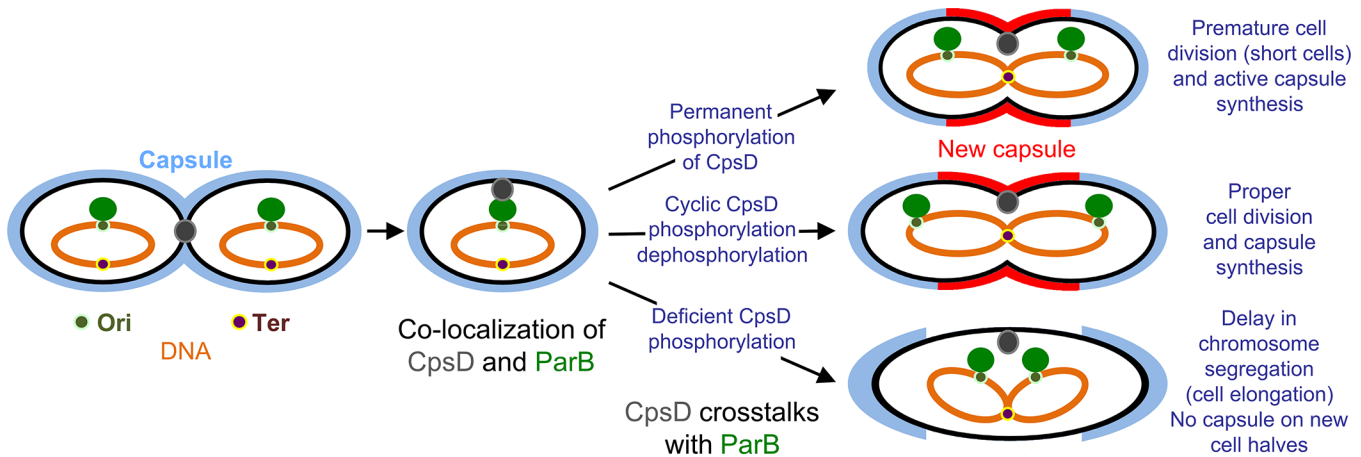 Capsule
Ori
Ter
DNA
Co-localization of
CpsD and ParB
Permanent
phosphorylation
of CpsD
Cyclic CpsD
phosphorylation
dephosphorylation
Deficient CpsD
phosphorylation
CpsD crosstalks
with ParB
New capsule
Premature cell
division (short cells)
and active capsule
synthesis
Proper
cell division
and capsule
synthesis
Delay in
chromosome
segregation
(cell elongation)
No capsule on new
cell halves